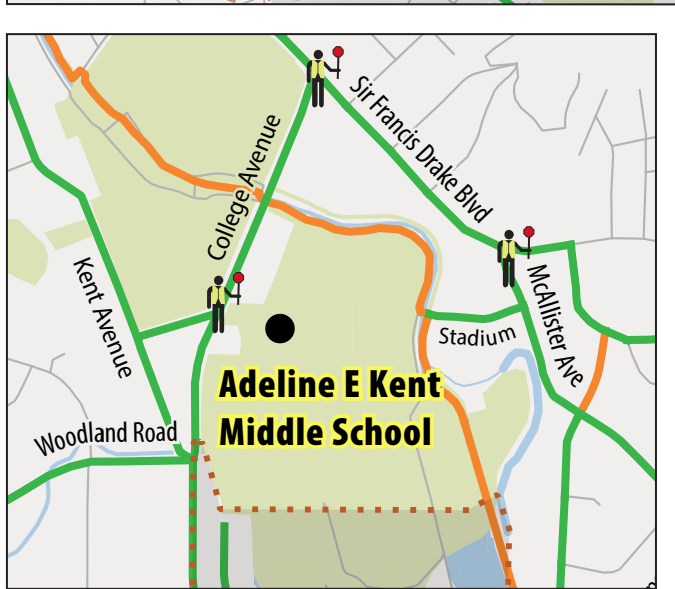 Sir Francis Drake Blvd
College Avenue
Kent Avenue
McAllister Ave
Stadium
Adeline E Kent
Middle School
Woodland Road